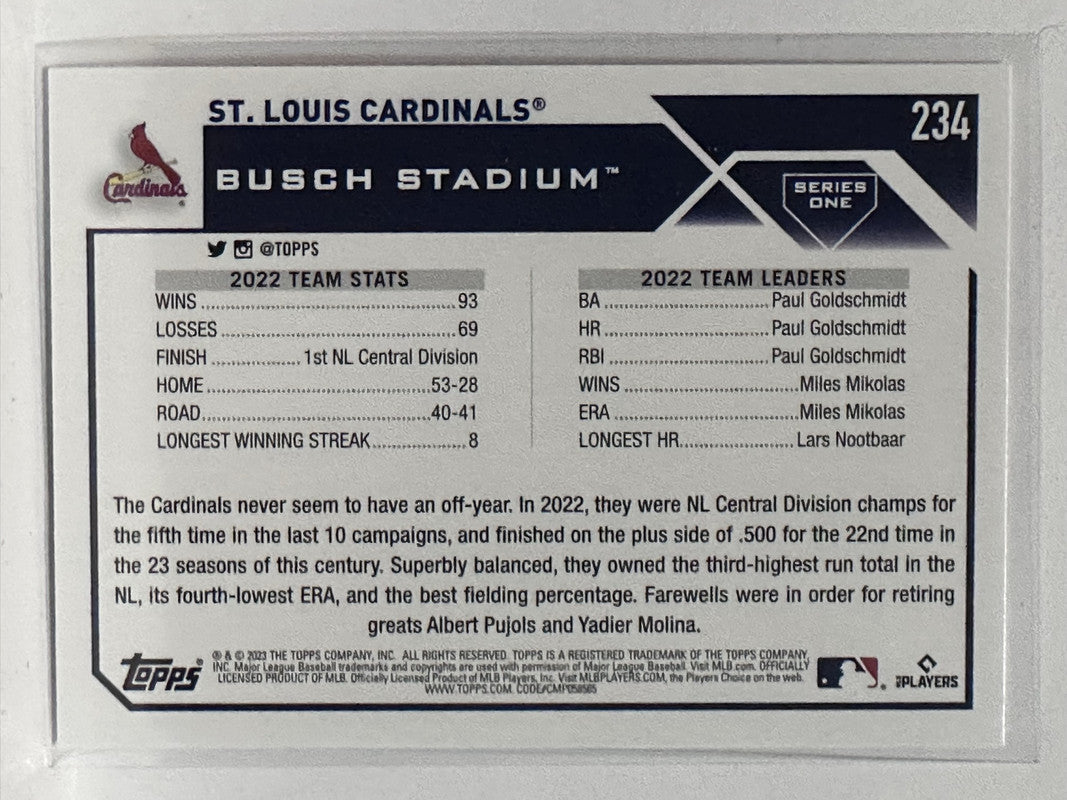 ST. LOUIS CARDINALS®
234
Cardinals
®
BUSCH STADIUM™
SERIES
ONE
@TOPPS
2022 TEAM STATS
WINS 93
LOSSES 69
FINISH 1st NL Central Division
HOME 53-28
ROAD 40-41
LONGEST WINNING STREAK 8
2022 TEAM LEADERS
BA Paul Goldschmidt
HR Paul Goldschmidt
RBI Paul Goldschmidt
WINS Miles Mikolas
ERA Miles Mikolas
LONGEST HR Lars Nootbaar
The Cardinals never seem to have an off-year. In 2022, they were NL Central Division champs for
the fifth time in the last 10 campaigns, and finished on the plus side of .500 for the 22nd time in
the 23 seasons of this century. Superbly balanced, they owned the third-highest run total in the
NL, its fourth-lowest ERA, and the best fielding percentage. Farewells were in order for retiring
greats Albert Pujols and Yadier Molina.
Topps
® & © 2023 THE TOPPS COMPANY, INC. ALL RIGHTS RESERVED. TOPPS IS A REGISTERED TRADEMARK OF THE TOPPS COMPANY,
INC. Major League Baseball trademarks and copyrights are used with permission of Major League Baseball. Visit MLB.com. OFFICIALLY
LICENSED PRODUCT OF MLB. Officially Licensed Product of MLB Players, Inc. Visit MLBPLAYERS.COM, the Players Choice on the web.
WWW.TOPPS.COM. CODE#CMP058505
PLAYERS